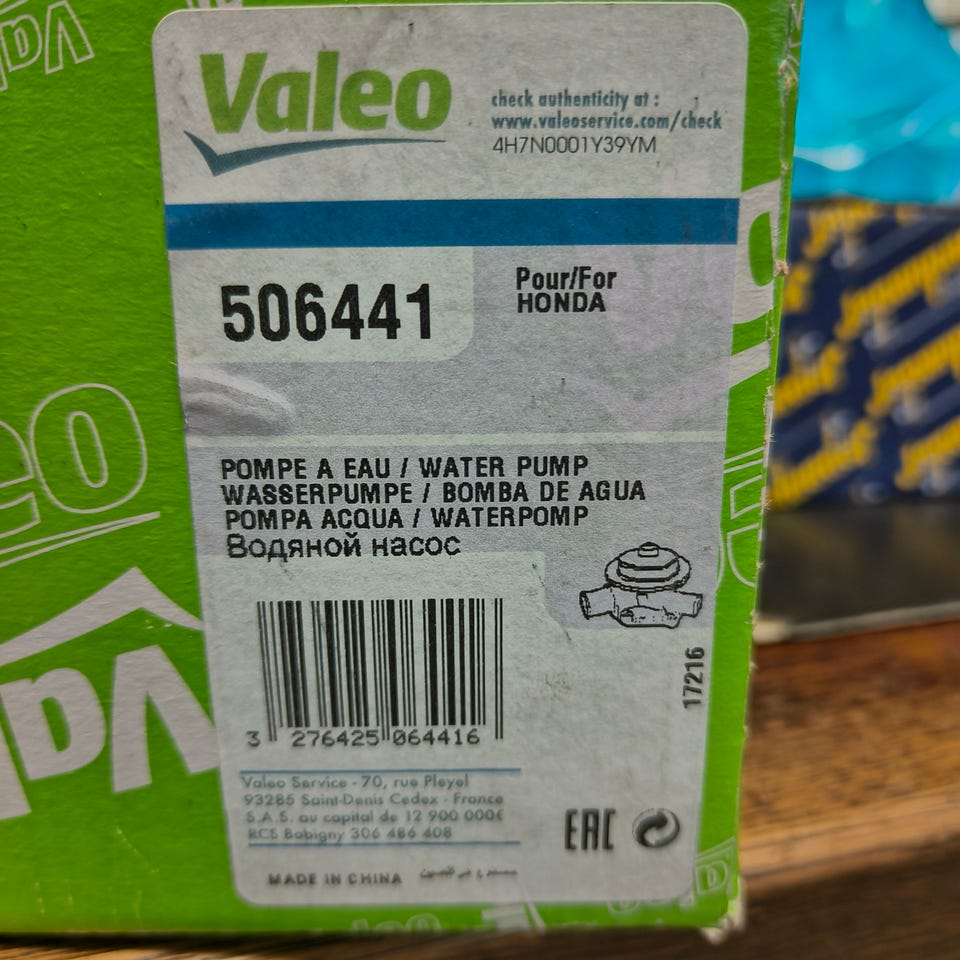 Valeo
check authenticity at :
www.valeoservice.com/check
4H7N0001Y39YM
506441
Pour/For
HONDA
POMPE A EAU / WATER PUMP
WASSERPUMPE / BOMBA DE AGUA
POMPA ACQUA / WATERPOMP
Водяной насос
17216
3 276425 064416
Valeo Service - 70, rue Pleyel
93285 Saint-Denis Cedex - France
S.A.S. au capital de 12 900 000€
RCS Bobigny 306 486 408
EAC
MADE IN CHINA